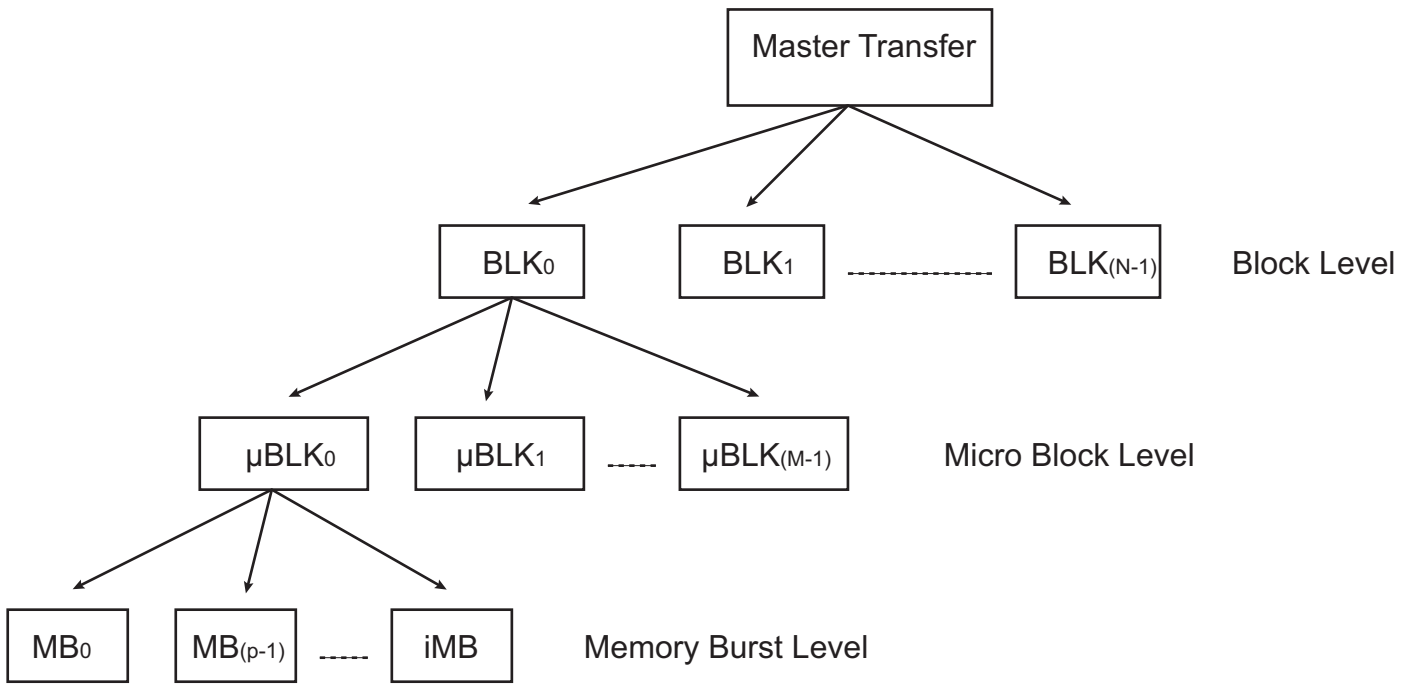 Master Transfer
BLK0 BLK1 BLK(N-1) Block Level
µBLK0 µBLK1 µBLK(M-1) Micro Block Level
MB0 MB(p-1) iMB Memory Burst Level